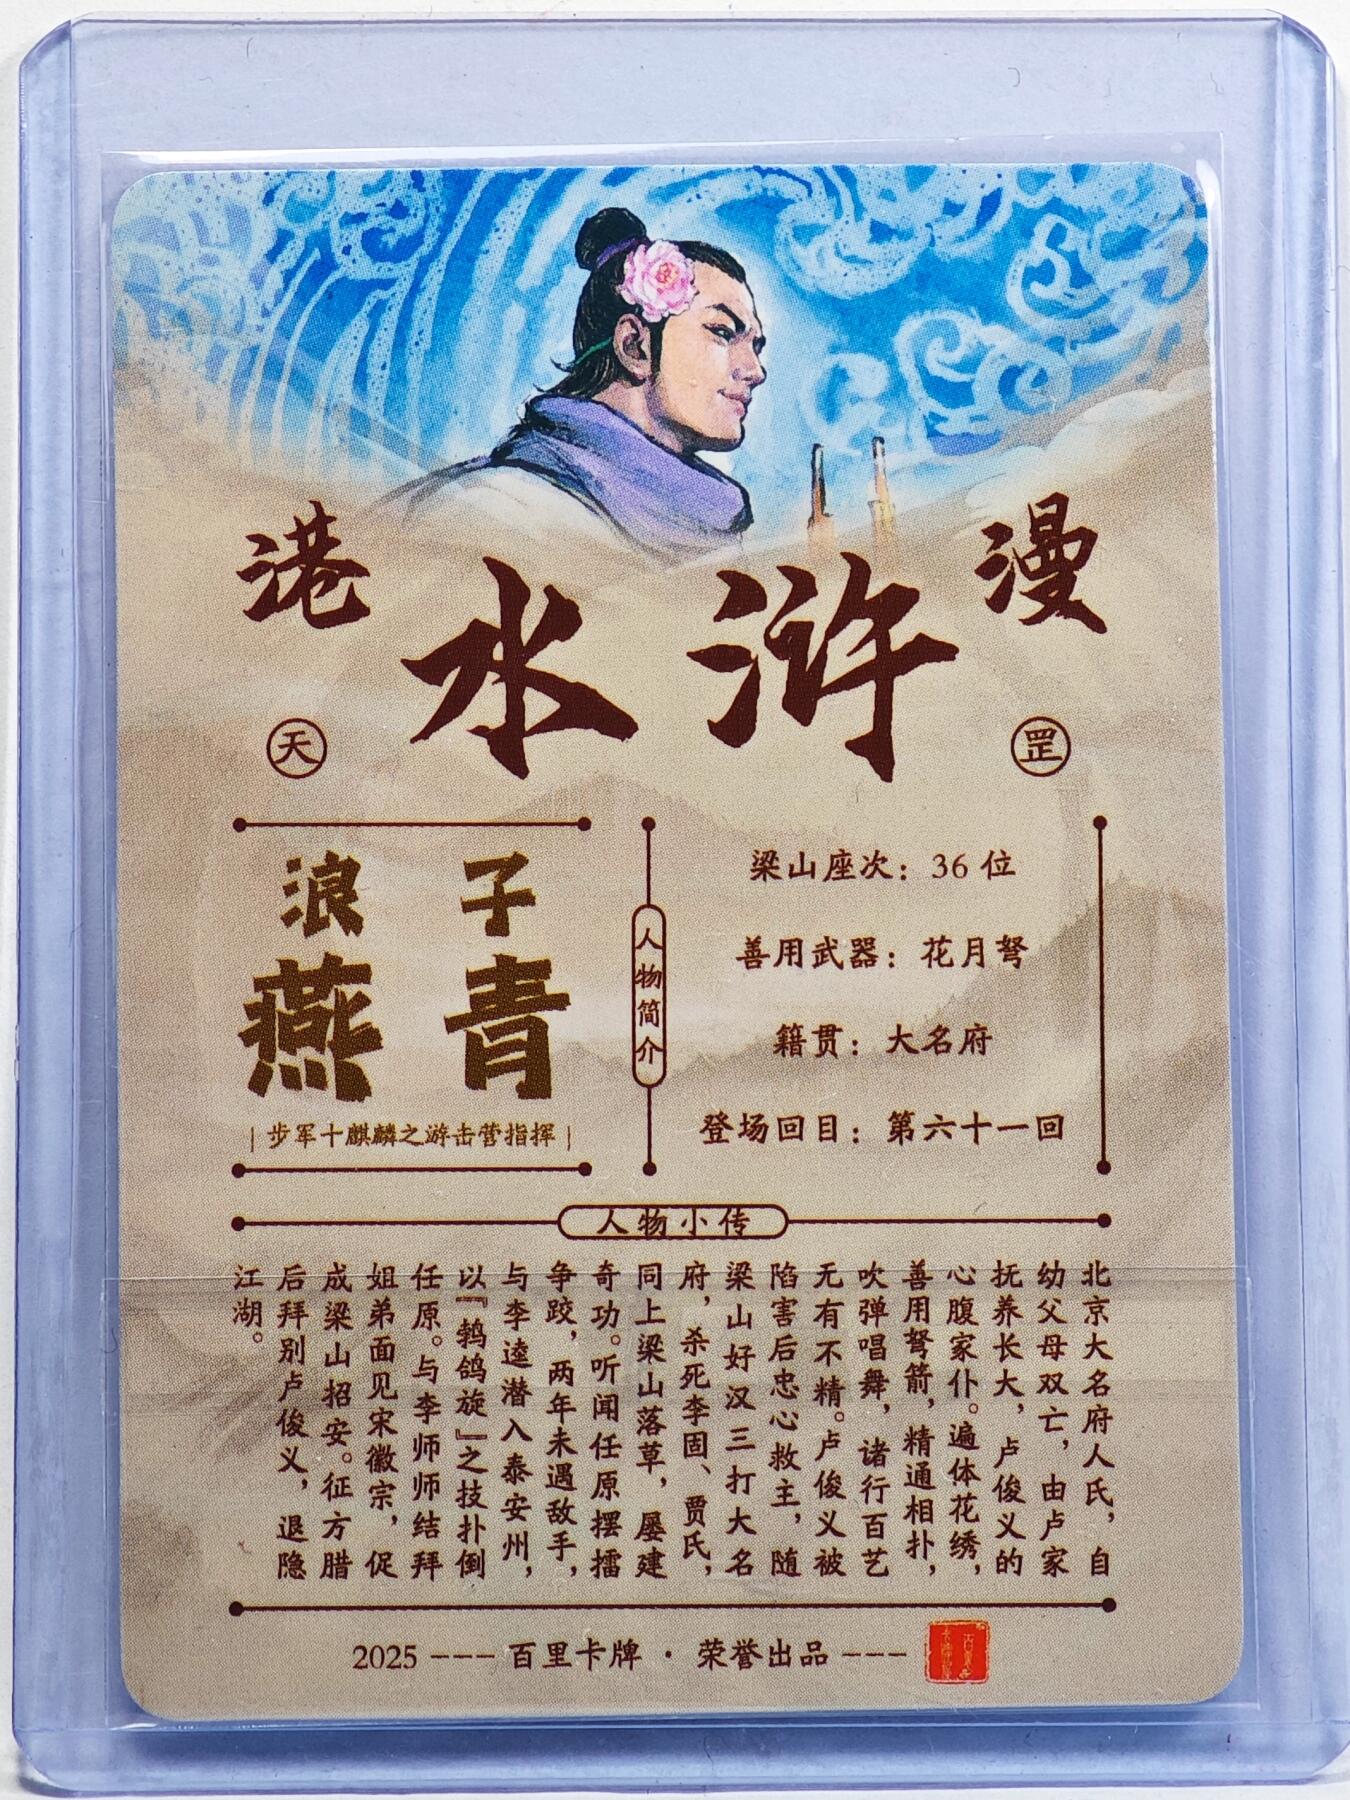 港水浒漫
天
罡
浪子
燕青
步军十麒麟之游击营指挥
人物简介
梁山座次：36 位
善用武器：花月弩
籍贯：大名府
登场回目：第六十一回
人物小传
北京大名府人氏，自
幼父母双亡，由卢家
抚养长大，卢俊义的
心腹家仆。遍体花绣，
善用弩箭，精通相扑，
吹弹唱舞，诸行百艺
无有不精。卢俊义被
陷害后忠心救主，随
梁山好汉三打大名
府，杀死李固、贾氏，
同上梁山落草，屡建
奇功。听闻任原摆擂
争跤，两年未遇敌手，
与李逵潜入泰安州，
以『鹁鸽旋』之技扑倒
任原。与李师师结拜
姐弟面见宋徽宗，促
成梁山招安。征方腊
后拜别卢俊义，退隐
江湖。
2025 --- 百里卡牌 · 荣誉出品 ---